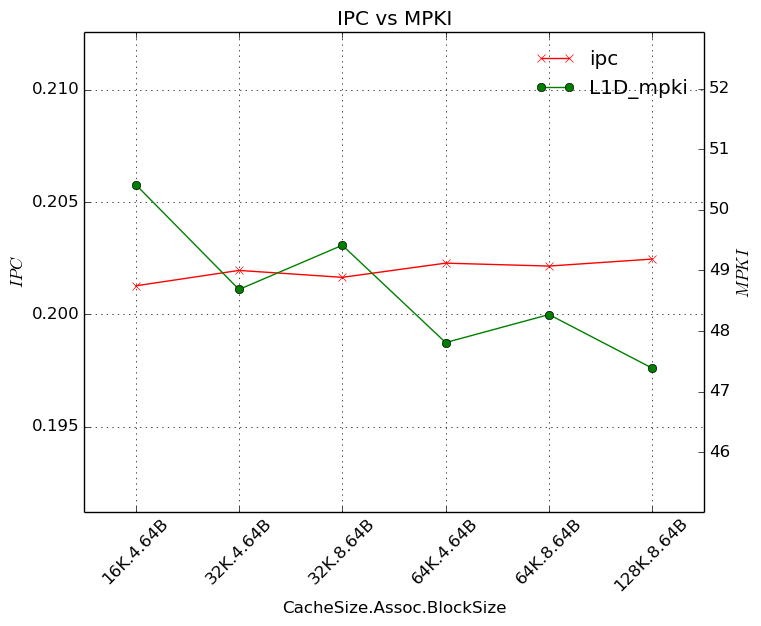 IPC vs MPKI
ipc
L1D_mpki
0.210
0.205
0.200
0.195
IPC
52
51
50
49
48
47
46
MPKI
16K.4.64B
32K.4.64B
32K.8.64B
64K.4.64B
64K.8.64B
128K.8.64B
CacheSize.Assoc.BlockSize